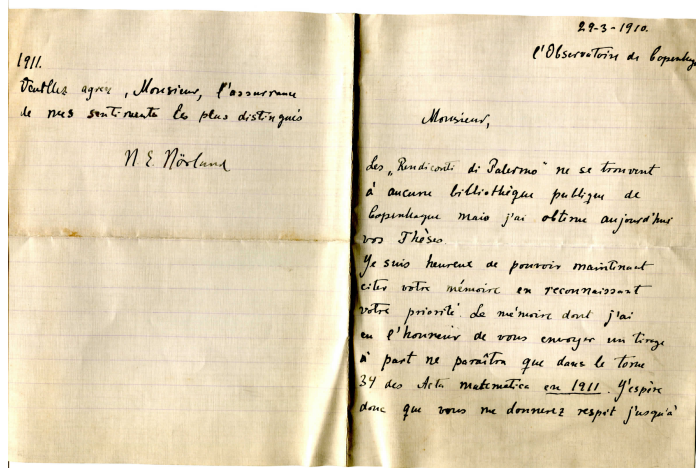 29-3-1910.
l'Observatoire de Copenhag
Monsieur,
Les „Rendiconti di Palermo" ne se trouvent
à aucune bibliothèque publique de
Copenhague mais j'ai obtenu aujourd'hui
vos Thèses.
Je suis heureux de pouvoir maintenant
citer votre mémoire en reconnaissant
votre priorité. Le mémoire dont j'ai
eu l'honneur de vous envoyer un tirage
à part ne paraîtra que dans le tome
34 des Acta matematica en 1911. J'espère
donc que vous me donnerez respit jusqu'à
1911.
Veuillez agréer, Monsieur, l'assurance
de mes sentiments les plus distingués
N. E. Nörlund